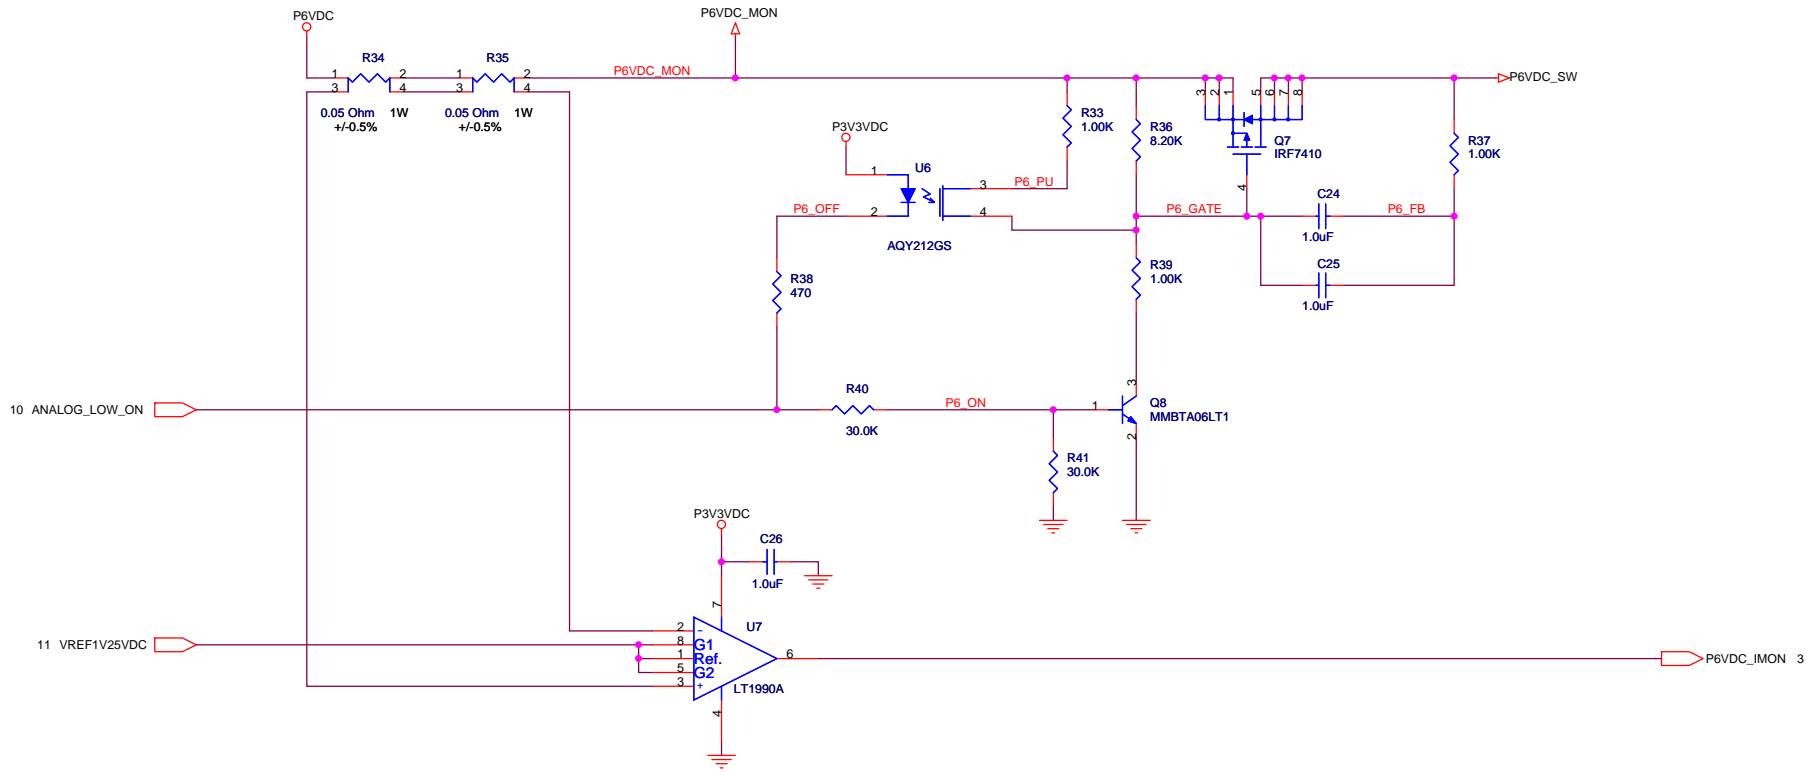 P6VDC
P6VDC_MON
R34
R35
1 2 1 2
3 4 3 4
P6VDC_MON
P6VDC_SW
0.05 Ohm 1W
+/-0.5%
0.05 Ohm 1W
+/-0.5%
P3V3VDC
R33
1.00K
R36
8.20K
3 2 1 5 6 7 8
Q7
IRF7410
4
R37
1.00K
U6
1
2
3
4
P6_PU
P6_OFF
AQY212GS
P6_GATE
C24
1.0uF
P6_FB
C25
1.0uF
R38
470
R39
1.00K
10 ANALOG_LOW_ON
R40
30.0K
P6_ON
1
3
2
Q8
MMBTA06LT1
R41
30.0K
P3V3VDC
C26
1.0uF
7
U7
11 VREF1V25VDC
2 -
8 G1
1 Ref.
5 G2
3 +
6
4
LT1990A
P6VDC_IMON 3